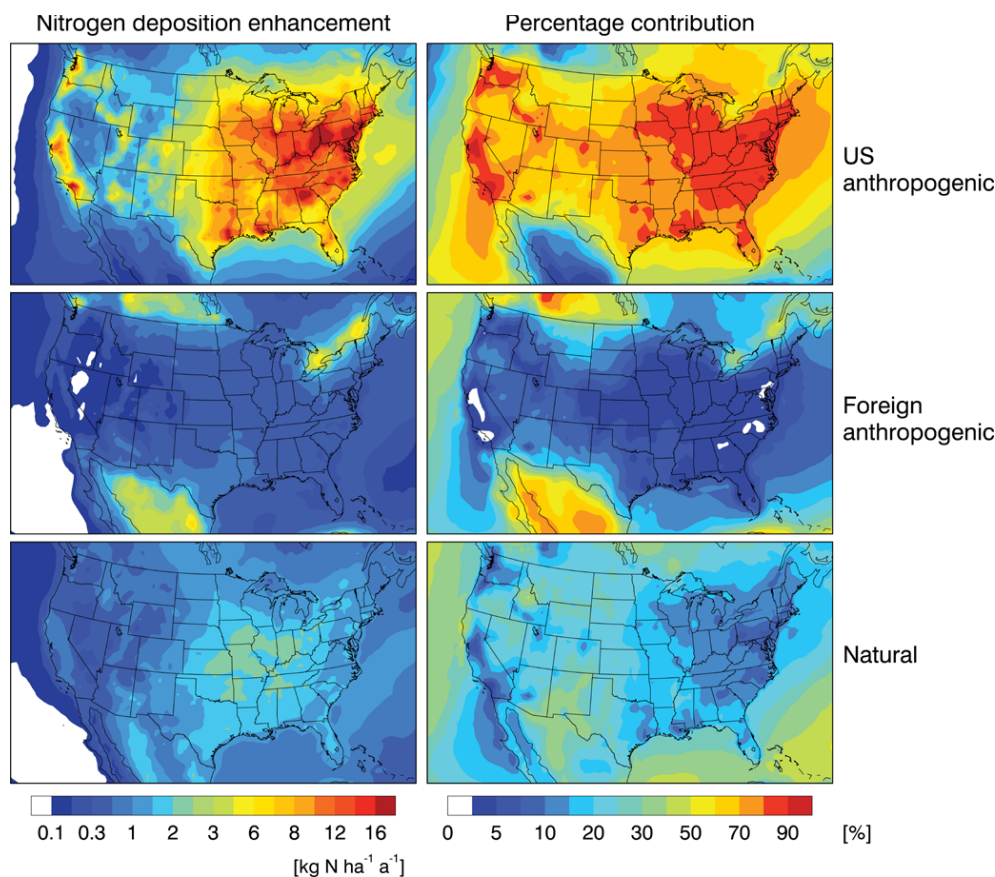 Nitrogen deposition enhancement
Percentage contribution
US
anthropogenic
Foreign
anthropogenic
Natural
0.1 0.3 1 2 3 6 8 12 16
[kg N ha⁻¹ a⁻¹]
0 5 10 20 30 50 70 90 [%]